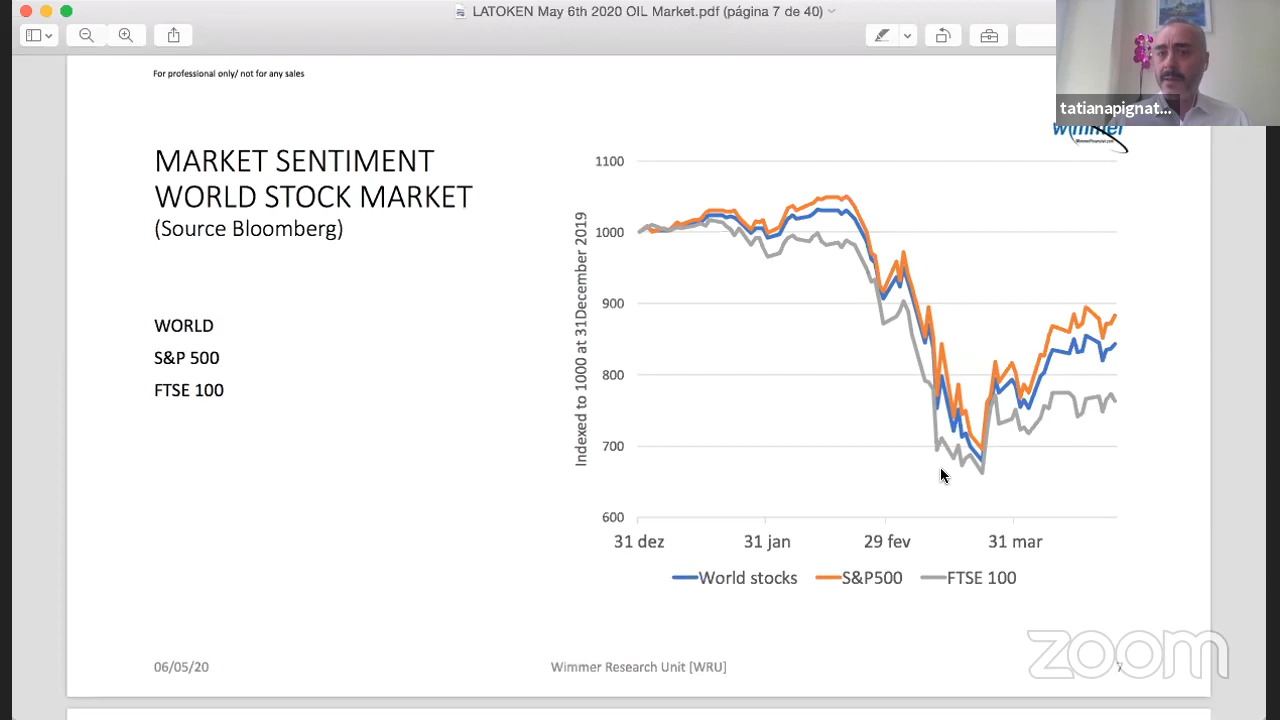 LATOKEN May 6th 2020 OIL Market.pdf (página 7 de 40)
tatianapignat...
For professional only/ not for any sales
Wimmer
MARKET SENTIMENT
WORLD STOCK MARKET
(Source Bloomberg)
WORLD
S&P 500
FTSE 100
Indexed to 1000 at 31December 2019
1100
1000
900
800
700
600
31 dez 31 jan 29 fev 31 mar
World stocks S&P500 FTSE 100
06/05/20 Wimmer Research Unit [WRU] 7
zoom